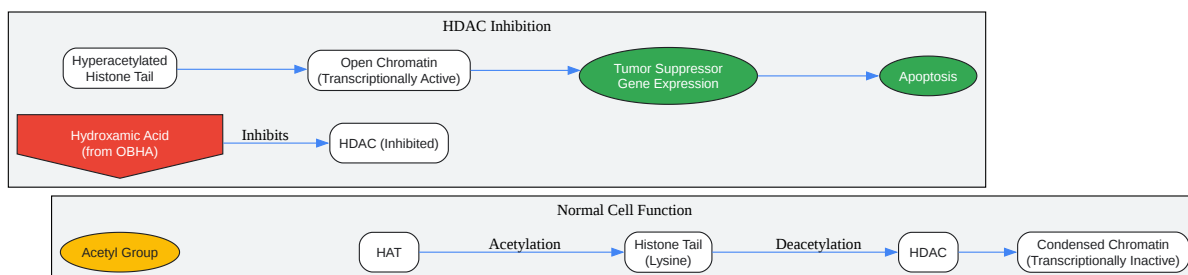 HDAC Inhibition
Hyperacetylated
Histone Tail
Open Chromatin
(Transcriptionally Active)
Tumor Suppressor
Gene Expression
Apoptosis
Hydroxamic Acid
(from OBHA)
Inhibits
HDAC (Inhibited)
Normal Cell Function
Acetyl Group
HAT
Acetylation
Histone Tail
(Lysine)
Deacetylation
HDAC
Condensed Chromatin
(Transcriptionally Inactive)